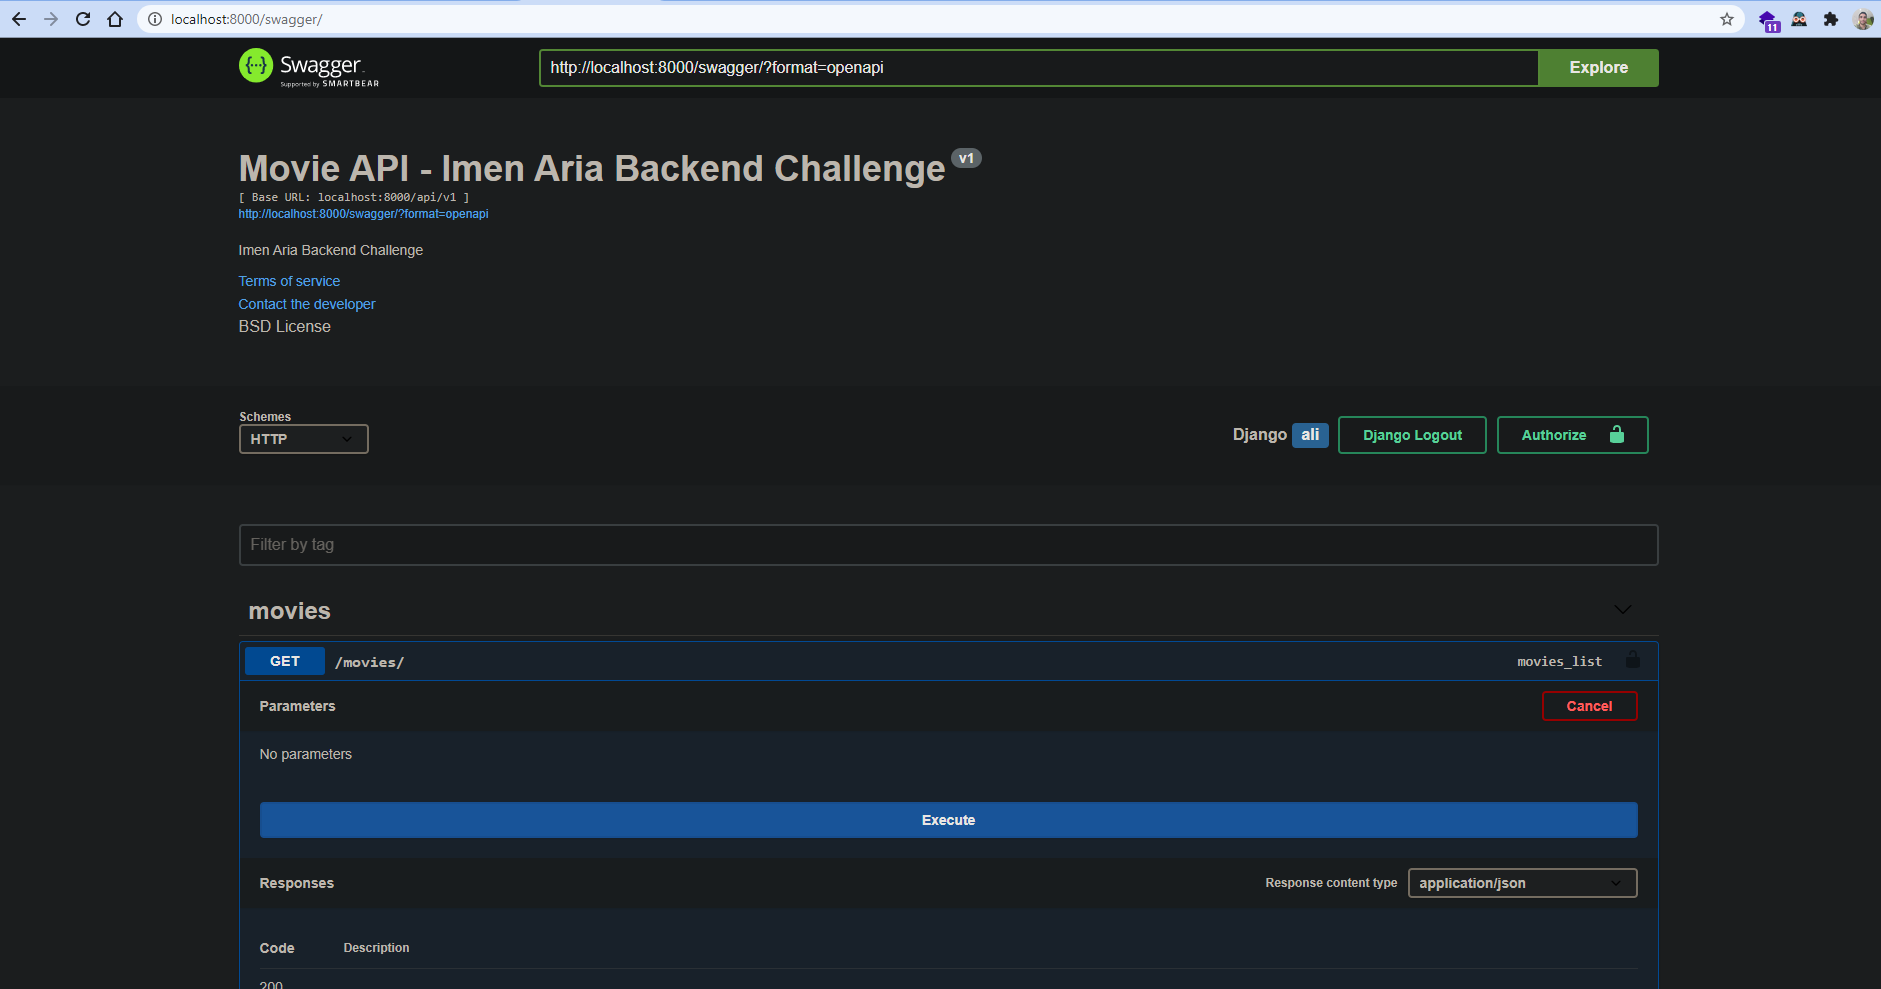 localhost:8000/swagger/
11
{···} Swagger
Supported by SMARTBEAR
http://localhost:8000/swagger/?format=openapi
Explore
Movie API - Imen Aria Backend Challenge v1
[ Base URL: localhost:8000/api/v1 ]
http://localhost:8000/swagger/?format=openapi
Imen Aria Backend Challenge
Terms of service
Contact the developer
BSD License
Schemes
HTTP
Django ali
Django Logout
Authorize
Filter by tag
movies
GET /movies/ movies_list
Parameters
Cancel
No parameters
Execute
Responses
Response content type
application/json
Code Description
200